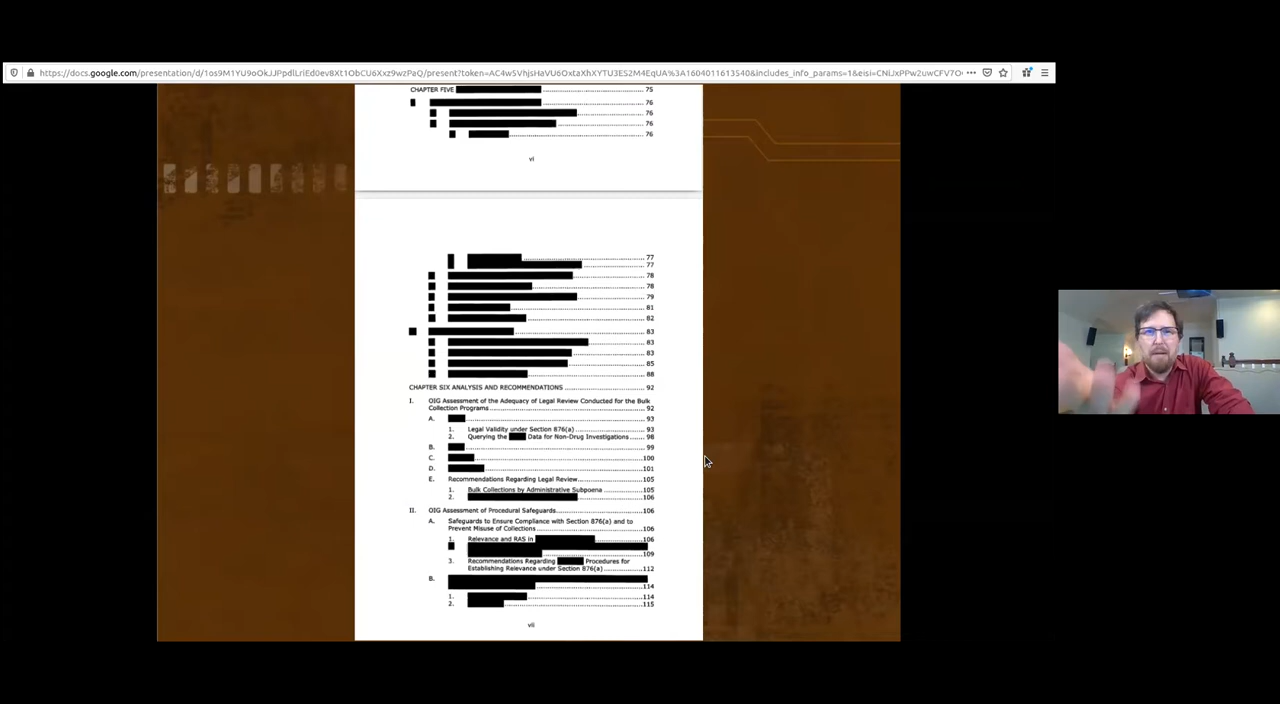 CHAPTER FIVE ..... 75
..... 76
..... 76
..... 76
..... 76
vi
..... 77
..... 77
..... 78
..... 78
..... 79
..... 81
..... 82
..... 83
..... 83
..... 83
..... 85
..... 88
CHAPTER SIX ANALYSIS AND RECOMMENDATIONS ..... 92
I. OIG Assessment of the Adequacy of Legal Review Conducted for the Bulk
Collection Programs ..... 92
A. ..... 93
1. Legal Validity under Section 876(a) ..... 93
2. Querying the Data for Non-Drug Investigations ..... 98
B. ..... 99
C. ..... 100
D. ..... 101
E. Recommendations Regarding Legal Review ..... 105
1. Bulk Collections by Administrative Subpoena ..... 105
2. ..... 106
II. OIG Assessment of Procedural Safeguards ..... 106
A. Safeguards to Ensure Compliance with Section 876(a) and to
Prevent Misuse of Collections ..... 106
1. Relevance and RAS in ..... 106
..... 109
3. Recommendations Regarding Procedures for
Establishing Relevance under Section 876(a) ..... 112
B.
..... 114
1. ..... 114
2. ..... 115
vii